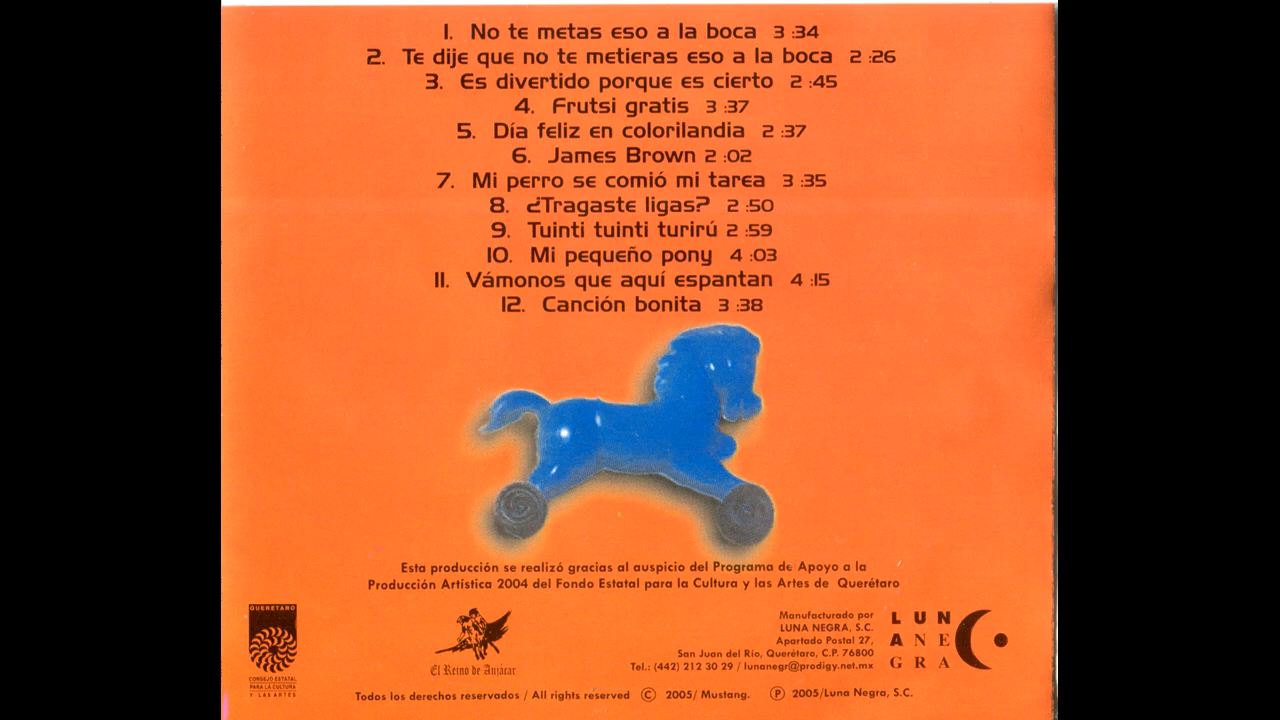 1. No te metas eso a la boca 3 :34
2. Te dije que no te metieras eso a la boca 2 :26
3. Es divertido porque es cierto 2 :45
4. Frutsi gratis 3 :37
5. Día feliz en colorilandia 2 :37
6. James Brown 2 :02
7. Mi perro se comió mi tarea 3 :35
8. ¿Tragaste ligas? 2 :50
9. Tuinti tuinti turirú 2 :59
10. Mi pequeño pony 4 :03
11. Vámonos que aquí espantan 4 :15
12. Canción bonita 3 :38
Esta producción se realizó gracias al auspicio del Programa de Apoyo a la
Producción Artística 2004 del Fondo Estatal para la Cultura y las Artes de Querétaro
QUERETARO
CONSEJO ESTATAL
PARA LA CULTURA
Y LAS ARTES
El Reino de Anzácar
Manufacturado por
LUNA NEGRA, S.C.
Apartado Postal 27,
San Juan del Río, Querétaro, C.P. 76800
Tel.: (442) 212 30 29 / lunanegr@prodigy.net.mx
LUN
ANE
GRA
Todos los derechos reservados / All rights reserved © 2005/ Mustang. ℗ 2005/Luna Negra, S.C.